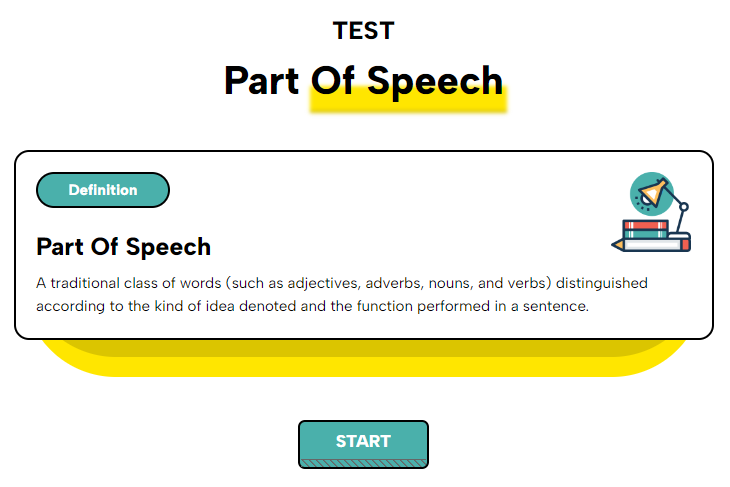 TEST
Part Of Speech
Definition
Part Of Speech
A traditional class of words (such as adjectives, adverbs, nouns, and verbs) distinguished
according to the kind of idea denoted and the function performed in a sentence.
START